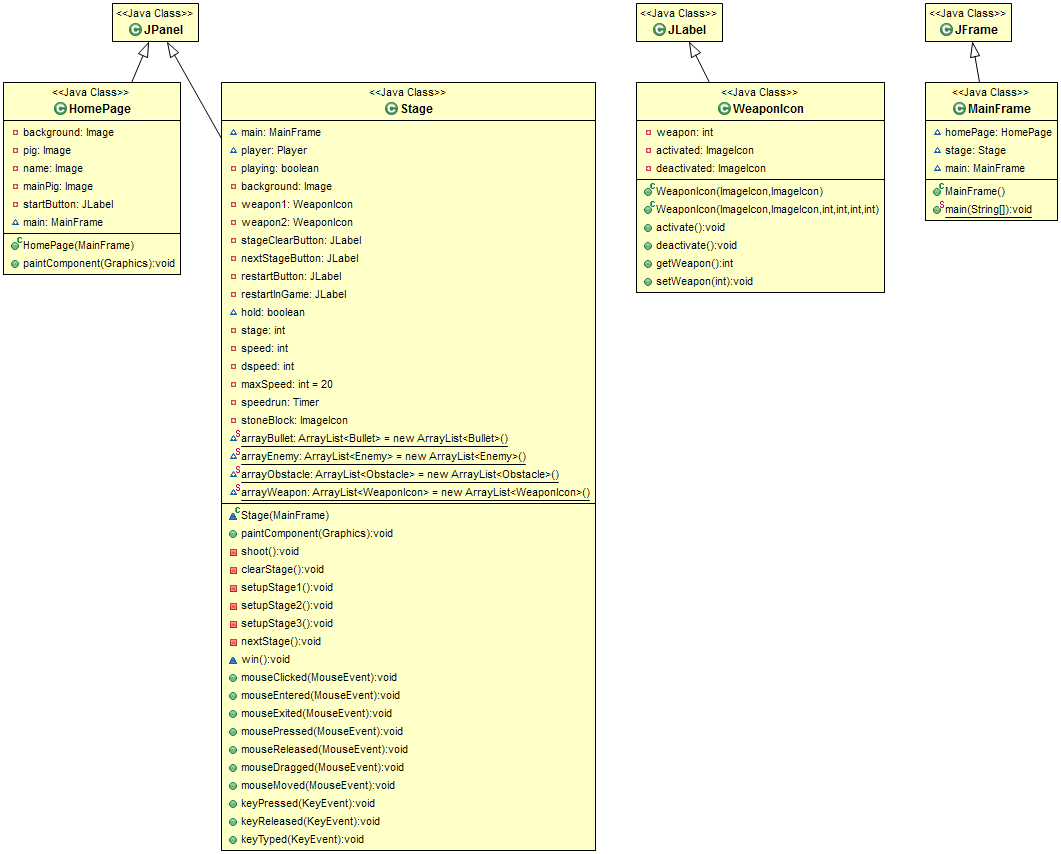 <<Java Class>>
JPanel
<<Java Class>>
JLabel
<<Java Class>>
JFrame
<<Java Class>>
HomePage
background: Image
pig: Image
name: Image
mainPig: Image
startButton: JLabel
main: MainFrame
HomePage(MainFrame)
paintComponent(Graphics):void
<<Java Class>>
Stage
main: MainFrame
player: Player
playing: boolean
background: Image
weapon1: WeaponIcon
weapon2: WeaponIcon
stageClearButton: JLabel
nextStageButton: JLabel
restartButton: JLabel
restartInGame: JLabel
hold: boolean
stage: int
speed: int
dspeed: int
maxSpeed: int = 20
speedrun: Timer
stoneBlock: ImageIcon
arrayBullet: ArrayList<Bullet> = new ArrayList<Bullet>()
arrayEnemy: ArrayList<Enemy> = new ArrayList<Enemy>()
arrayObstacle: ArrayList<Obstacle> = new ArrayList<Obstacle>()
arrayWeapon: ArrayList<WeaponIcon> = new ArrayList<WeaponIcon>()
Stage(MainFrame)
paintComponent(Graphics):void
shoot():void
clearStage():void
setupStage1():void
setupStage2():void
setupStage3():void
nextStage():void
win():void
mouseClicked(MouseEvent):void
mouseEntered(MouseEvent):void
mouseExited(MouseEvent):void
mousePressed(MouseEvent):void
mouseReleased(MouseEvent):void
mouseDragged(MouseEvent):void
mouseMoved(MouseEvent):void
keyPressed(KeyEvent):void
keyReleased(KeyEvent):void
keyTyped(KeyEvent):void
<<Java Class>>
WeaponIcon
weapon: int
activated: ImageIcon
deactivated: ImageIcon
WeaponIcon(ImageIcon,ImageIcon)
WeaponIcon(ImageIcon,ImageIcon,int,int,int,int)
activate():void
deactivate():void
getWeapon():int
setWeapon(int):void
<<Java Class>>
MainFrame
homePage: HomePage
stage: Stage
main: MainFrame
MainFrame()
main(String[]):void